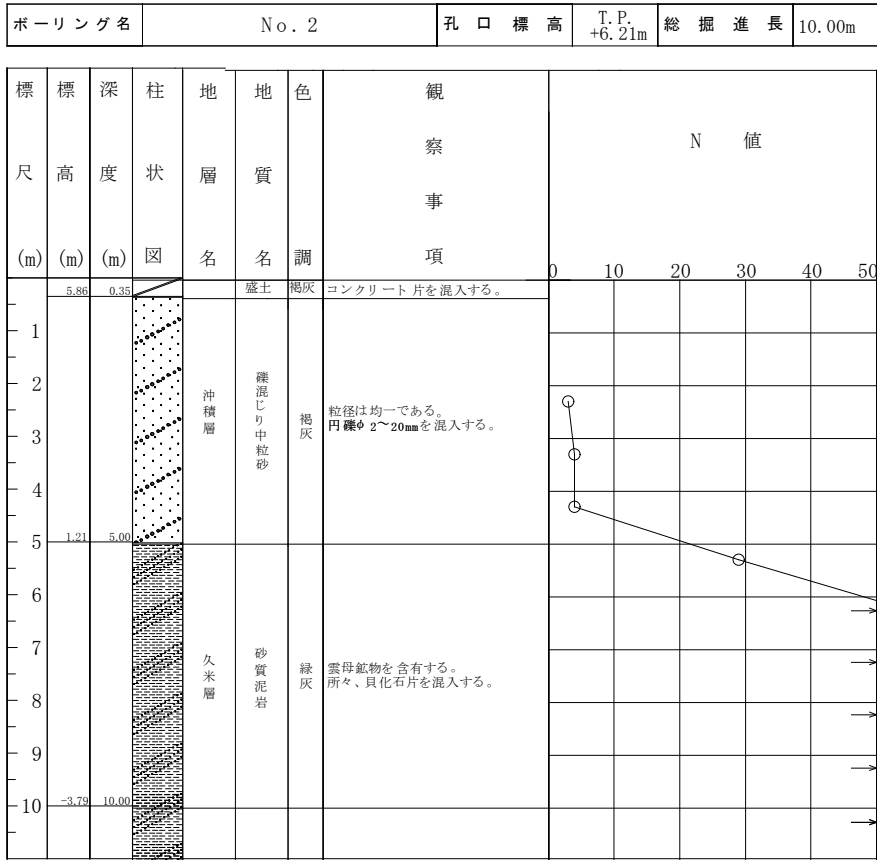 ボーリング名 No.2 孔口標高 T.P. +6.21m 総掘進長 10.00m
標尺(m) 標高(m) 深度(m) 柱状図 地層名 地質名 色調 観察事項 N値
0 10 20 30 40 50
5.86 0.35 盛土 褐灰 コンクリート片を混入する。
1
2
沖積層 礫混じり中粒砂 褐灰 粒径は均一である。
円礫φ 2〜20mmを混入する。
3
4
1.21 5.00
5
6
7
久米層 砂質泥岩 緑灰 雲母鉱物を含有する。
所々、貝化石片を混入する。
8
9
10 -3.79 10.00